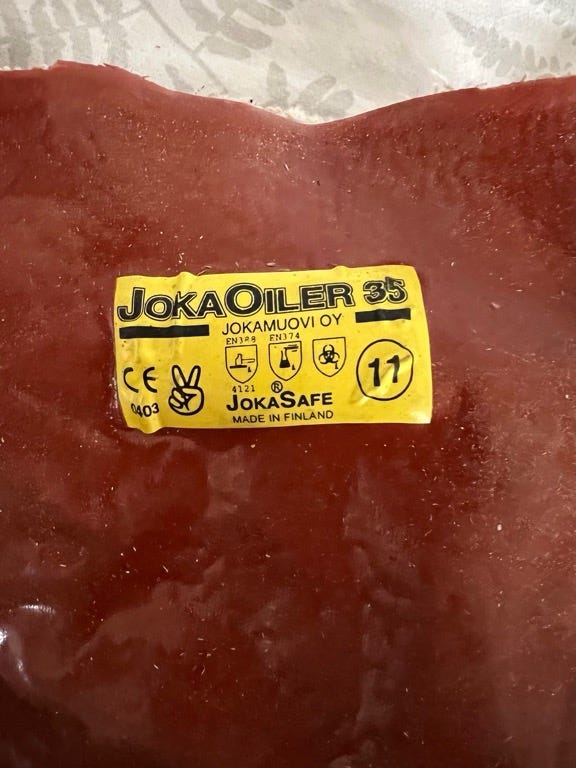 JOKAOILER 35
JOKAMUOVI OY
EN388 EN374
4121
CE
0403
11
®
JOKASAFE
MADE IN FINLAND